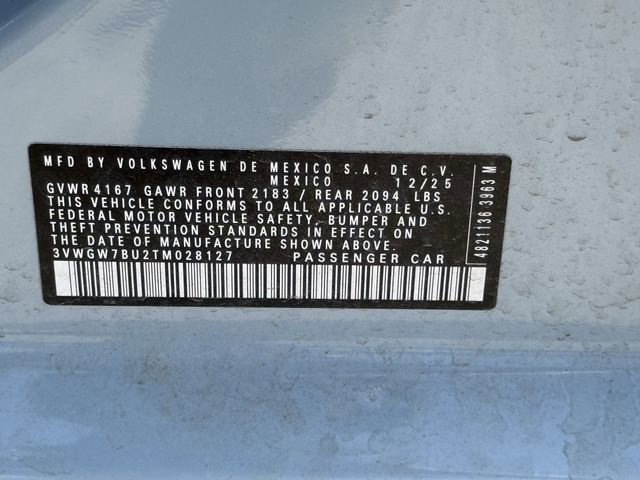 MFD BY VOLKSWAGEN DE MEXICO S.A. DE C.V.
MEXICO 12/25
GVWR 4167 GAWR FRONT 2183 / REAR 2094 LBS
THIS VEHICLE CONFORMS TO ALL APPLICABLE U.S.
FEDERAL MOTOR VEHICLE SAFETY, BUMPER AND
THEFT PREVENTION STANDARDS IN EFFECT ON
THE DATE OF MANUFACTURE SHOWN ABOVE.
3VWGW7BU2TM028127 PASSENGER CAR
4821136 3963 M